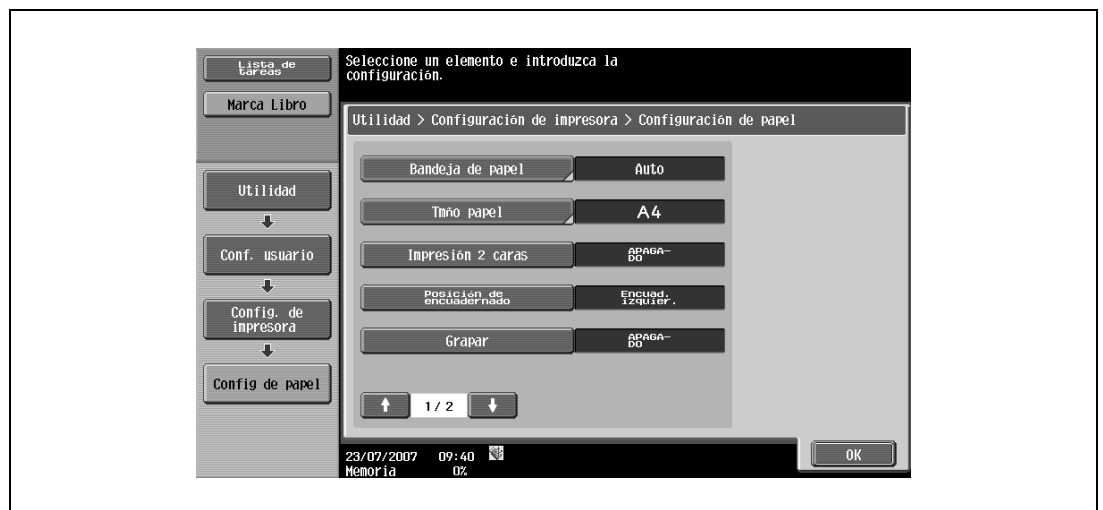 Lista de
tareas
Marca Libro
Seleccione un elemento e introduzca la
configuración.
Utilidad > Configuración de impresora > Configuración de papel
Utilidad
Conf. usuario
Config. de
impresora
Config de papel
Bandeja de papel
Auto
Tmño papel
A4
Impresión 2 caras
APAGA-
DO
Posición de
encuadernado
Encuad.
izquier.
Grapar
APAGA-
DO
1/ 2
23/07/2007 09:40
Memoria 0%
OK